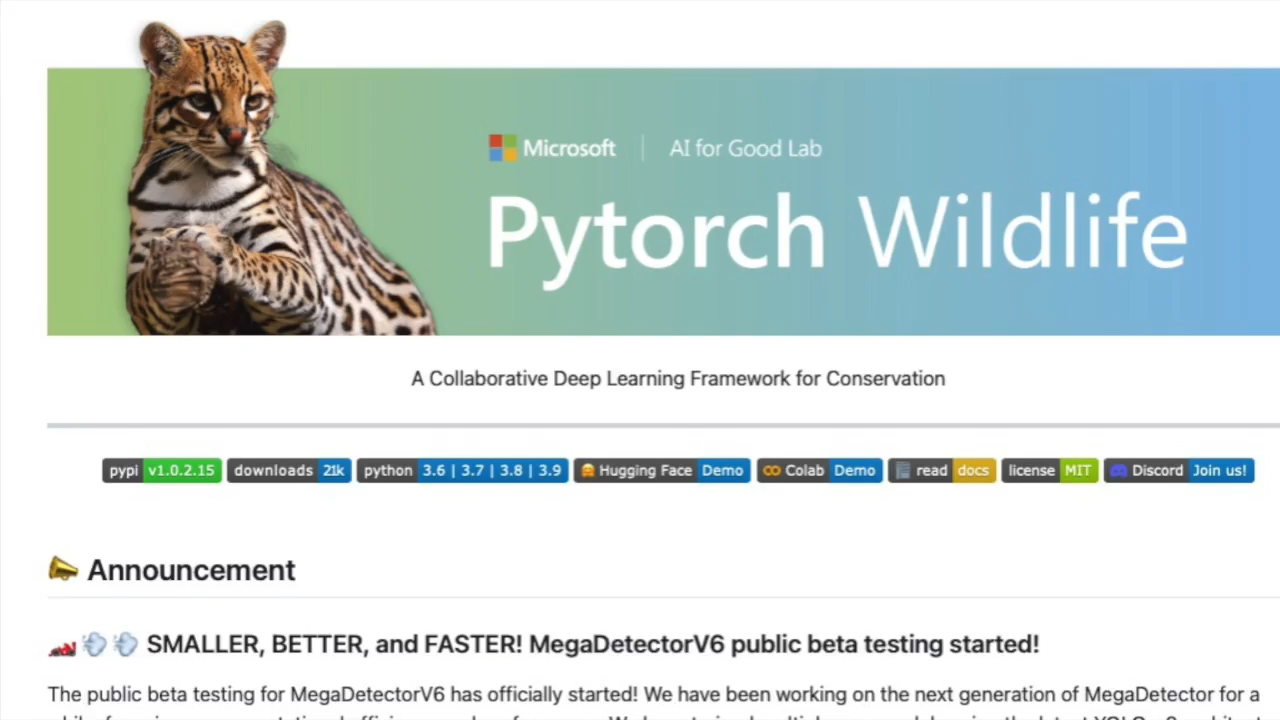 Microsoft | AI for Good Lab
Pytorch Wildlife
A Collaborative Deep Learning Framework for Conservation
pypi v1.0.2.15 downloads 21k python 3.6 | 3.7 | 3.8 | 3.9 Hugging Face Demo Colab Demo read docs license MIT Discord Join us!
Announcement
SMALLER, BETTER, and FASTER! MegaDetectorV6 public beta testing started!
The public beta testing for MegaDetectorV6 has officially started! We have been working on the next generation of MegaDetector for a